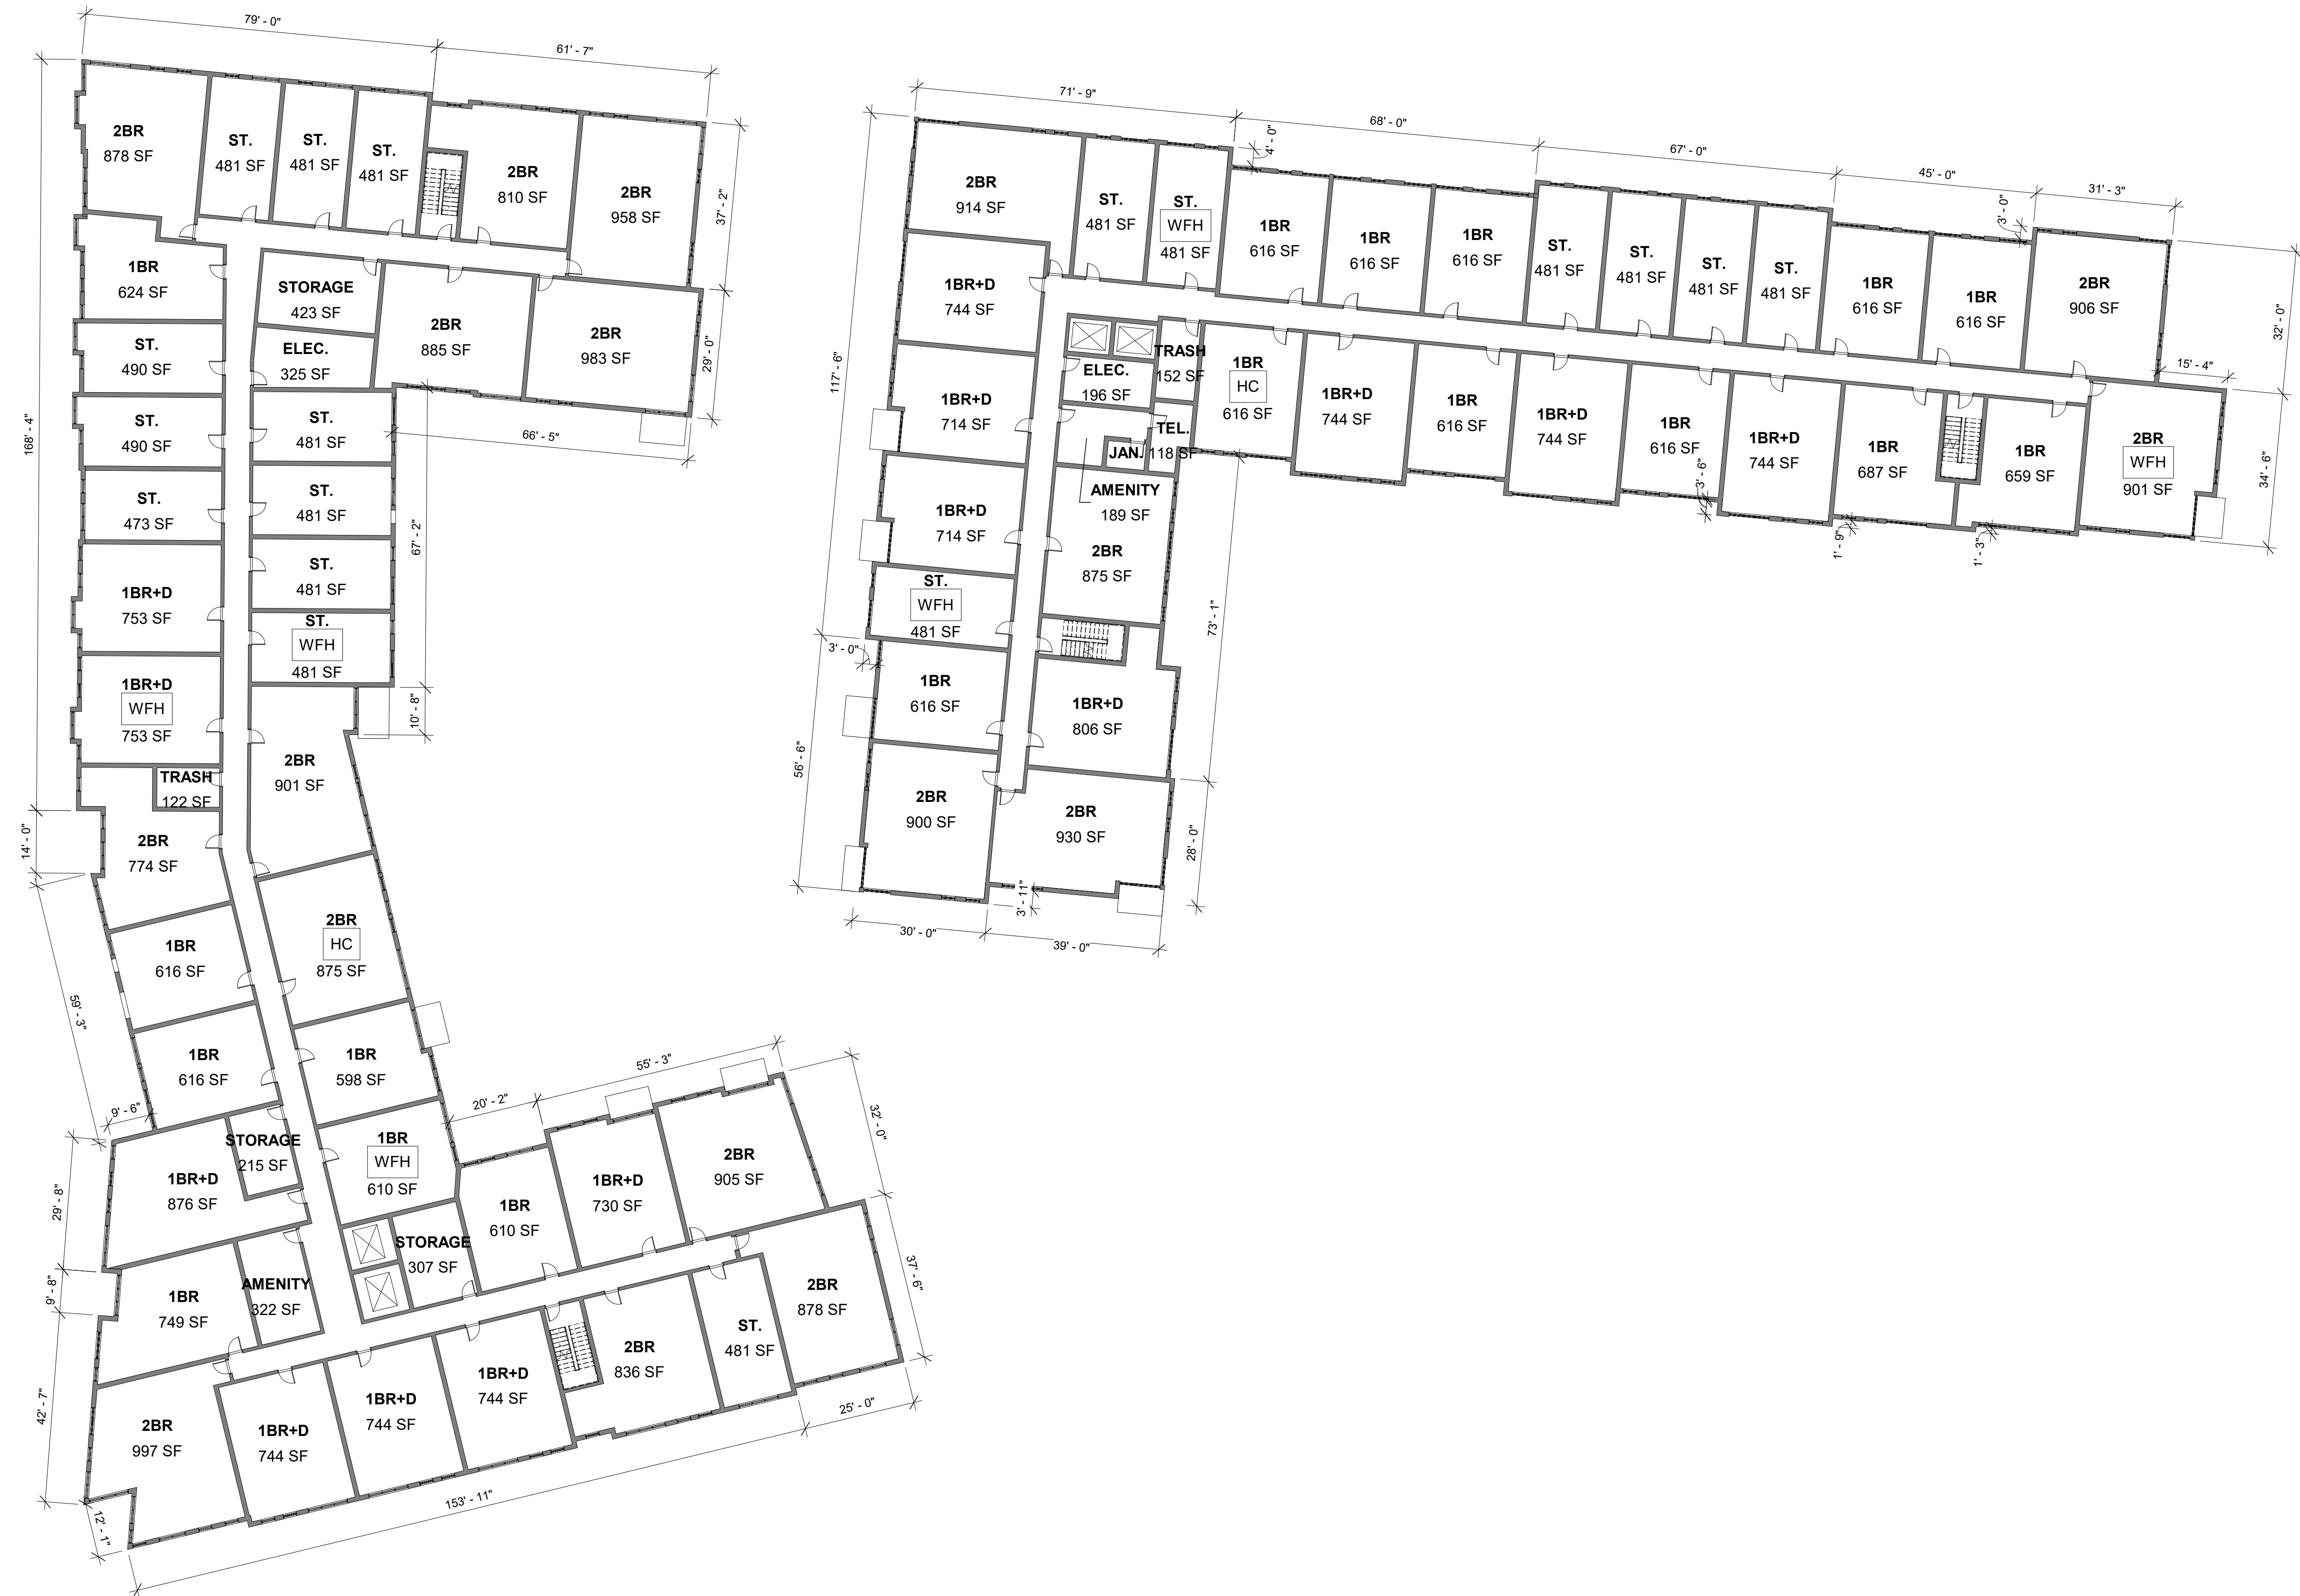 79' - 0"
61' - 7"
168' - 4"
37' - 2"
29' - 0"
66' - 5"
67' - 2"
10' - 8"
14' - 0"
59' - 3"
9' - 6"
20' - 2"
55' - 3"
32' - 0"
37' - 6"
29' - 8"
9' - 8"
42' - 7"
12' - 1"
153' - 11"
25' - 0"
2BR
878 SF
ST.
481 SF
ST.
481 SF
ST.
481 SF
2BR
810 SF
2BR
958 SF
1BR
624 SF
STORAGE
423 SF
2BR
885 SF
2BR
983 SF
ST.
490 SF
ELEC.
325 SF
ST.
490 SF
ST.
481 SF
ST.
473 SF
ST.
481 SF
1BR+D
753 SF
ST.
481 SF
1BR+D
WFH
753 SF
ST.
WFH
481 SF
TRASH
122 SF
2BR
901 SF
2BR
774 SF
2BR
HC
875 SF
1BR
616 SF
1BR
616 SF
1BR
598 SF
STORAGE
215 SF
1BR+D
876 SF
1BR
WFH
610 SF
1BR
610 SF
1BR+D
730 SF
2BR
905 SF
STORAGE
307 SF
AMENITY
322 SF
1BR
749 SF
2BR
878 SF
ST.
481 SF
2BR
836 SF
1BR+D
744 SF
1BR+D
744 SF
1BR+D
744 SF
2BR
997 SF
71' - 9"
4' - 0"
68' - 0"
67' - 0"
45' - 0"
3' - 0"
31' - 3"
32' - 0"
15' - 4"
34' - 6"
117' - 6"
3' - 0"
56' - 6"
73' - 1"
28' - 0"
3' - 11"
30' - 0"
39' - 0"
3' - 6"
1' - 9"
1' - 3"
2BR
914 SF
ST.
481 SF
ST.
WFH
481 SF
1BR
616 SF
1BR
616 SF
1BR
616 SF
ST.
481 SF
ST.
481 SF
ST.
481 SF
ST.
481 SF
1BR
616 SF
1BR
616 SF
2BR
906 SF
1BR+D
744 SF
TRASH
152 SF
ELEC.
196 SF
1BR
HC
616 SF
1BR+D
744 SF
1BR
616 SF
1BR+D
744 SF
1BR
616 SF
1BR+D
744 SF
1BR
687 SF
1BR
659 SF
2BR
WFH
901 SF
1BR+D
714 SF
TEL.
118 SF
JAN.
AMENITY
189 SF
1BR+D
714 SF
2BR
875 SF
ST.
WFH
481 SF
1BR
616 SF
1BR+D
806 SF
2BR
900 SF
2BR
930 SF